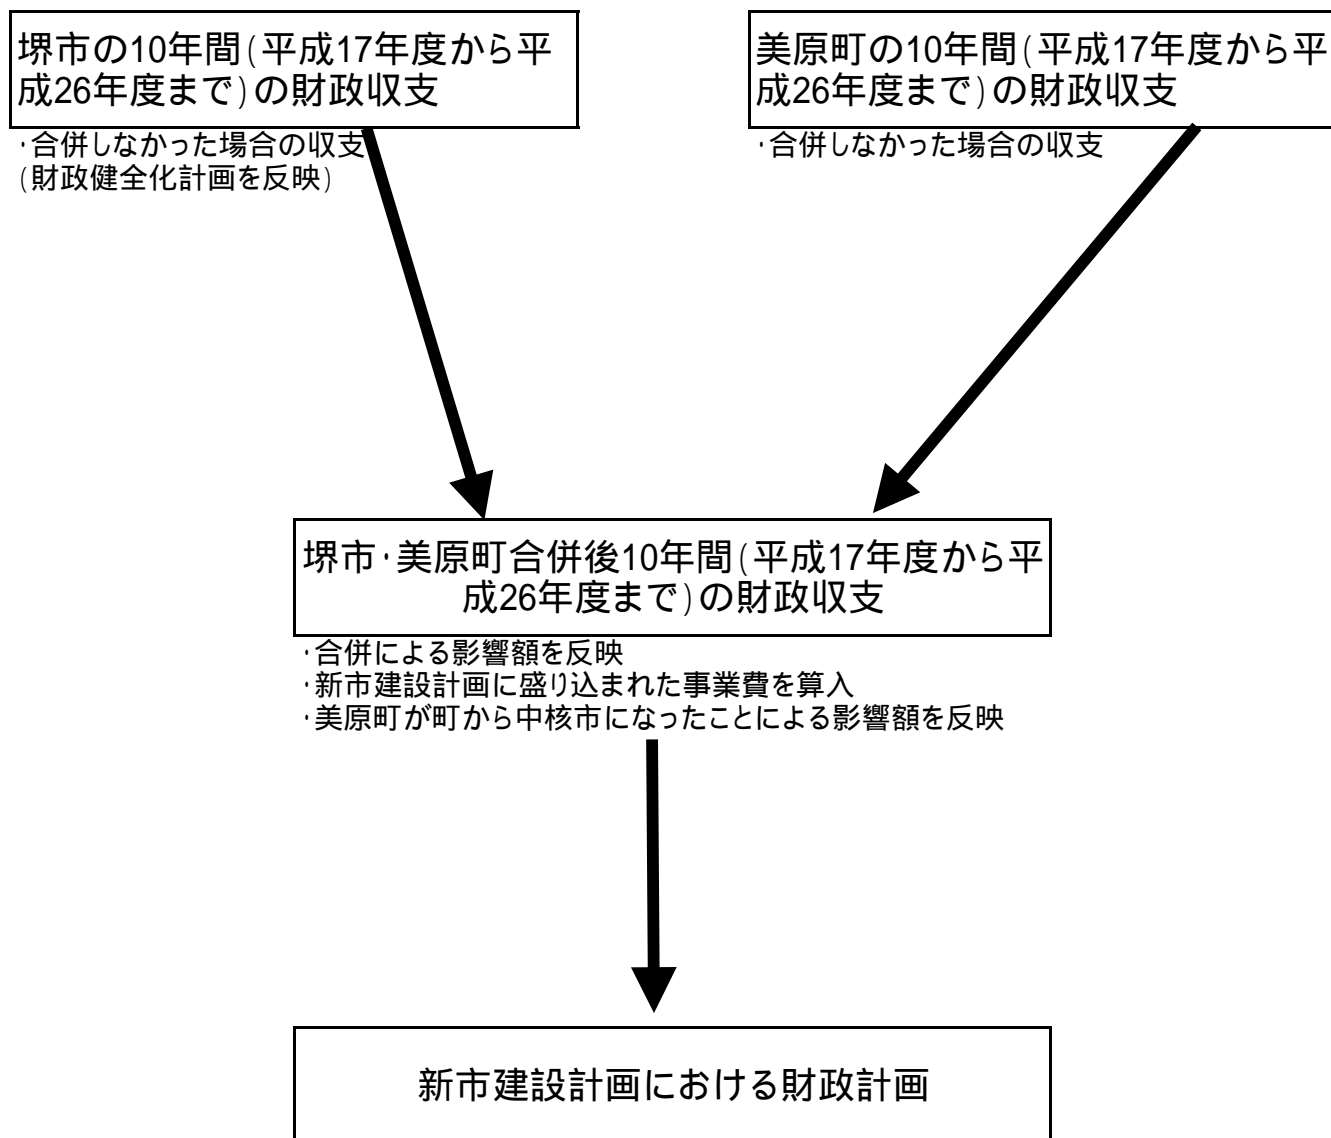 堺市の10年間(平成17年度から平
成26年度まで)の財政収支
・合併しなかった場合の収支
(財政健全化計画を反映)
美原町の10年間(平成17年度から平
成26年度まで)の財政収支
・合併しなかった場合の収支
堺市・美原町合併後10年間(平成17年度から平
成26年度まで)の財政収支
・合併による影響額を反映
・新市建設計画に盛り込まれた事業費を算入
・美原町が町から中核市になったことによる影響額を反映
新市建設計画における財政計画